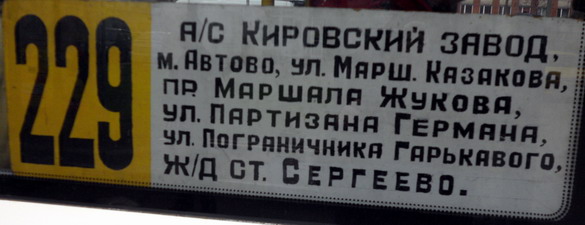 229
А/С КИРОВСКИЙ ЗАВОД,
М. АВТОВО, УЛ. МАРШ. КАЗАКОВА,
ПР. МАРШАЛА ЖУКОВА,
УЛ. ПАРТИЗАНА ГЕРМАНА,
УЛ. ПОГРАНИЧНИКА ГАРЬКАВОГО,
Ж/Д СТ. СЕРГЕЕВО.